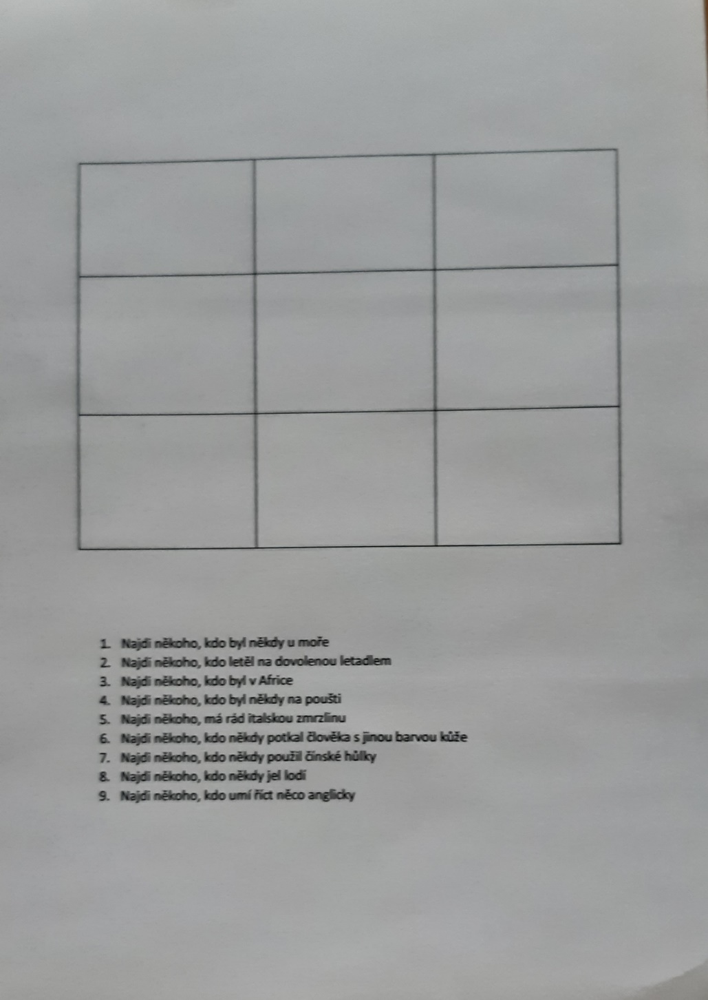 1. Najdi někoho, kdo byl někdy u moře
2. Najdi někoho, kdo letěl na dovolenou letadlem
3. Najdi někoho, kdo byl v Africe
4. Najdi někoho, kdo byl někdy na poušti
5. Najdi někoho, má rád italskou zmrzlinu
6. Najdi někoho, kdo někdy potkal člověka s jinou barvou kůže
7. Najdi někoho, kdo někdy použil čínské hůlky
8. Najdi někoho, kdo někdy jel lodí
9. Najdi někoho, kdo umí říct něco anglicky